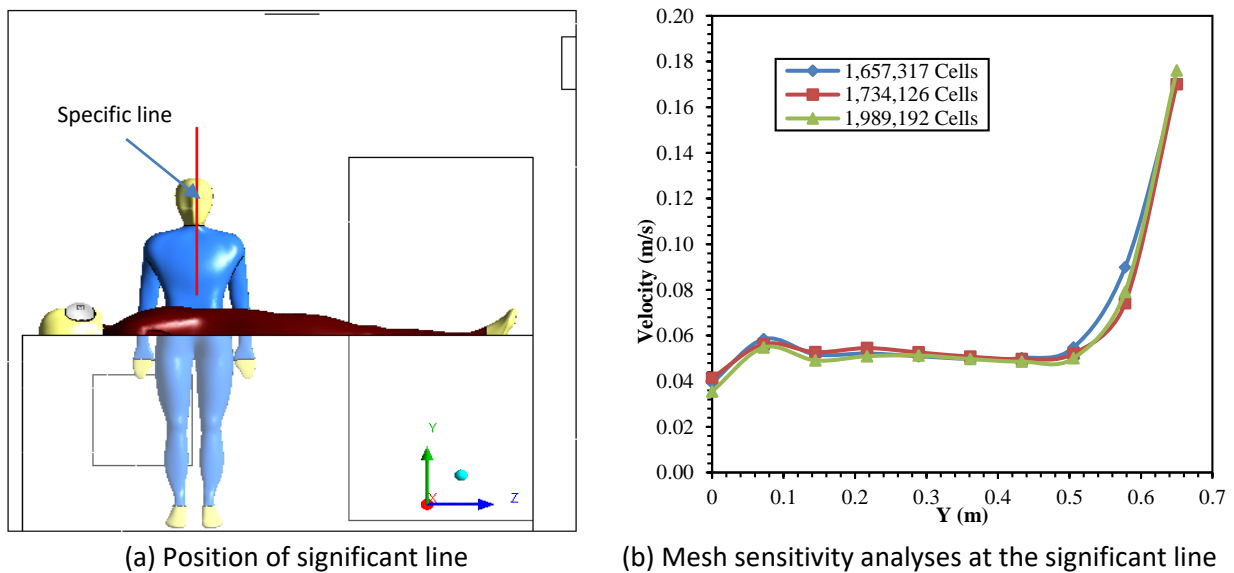 Specific line
Y
X
Z
(a) Position of significant line
0.20
0.18
0.16
0.14
0.12
0.10
0.08
0.06
0.04
0.02
0.00
Velocity (m/s)
1,657,317 Cells
1,734,126 Cells
1,989,192 Cells
0 0.1 0.2 0.3 0.4 0.5 0.6 0.7
Y (m)
(b) Mesh sensitivity analyses at the significant line